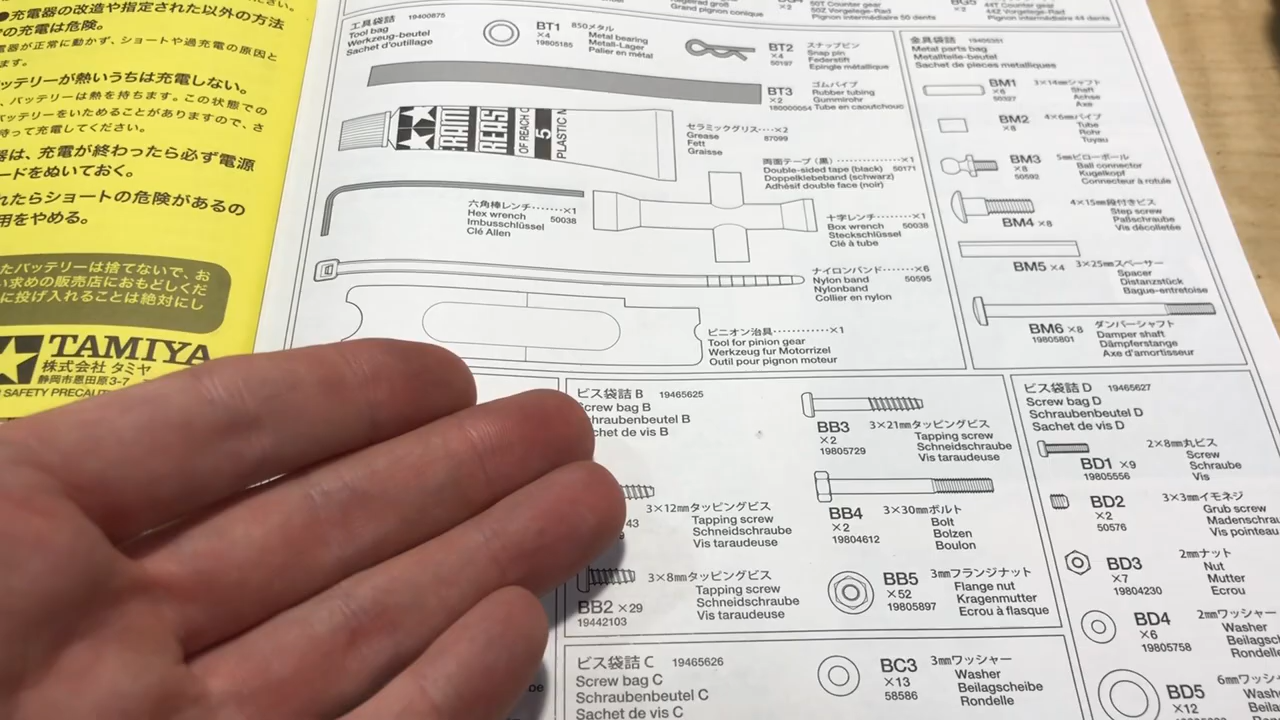 ●充電器の改造や指定された以外の方法
の充電は危険。
電器が正常に動かず、ショートや過充電の原因と
ます。
ッテリーが熱いうちは充電しない。
、バッテリーは熱を持ちます。この状態での
バッテリーをいためることがありますので、さ
待って充電してください。
器は、充電が終わったら必ず電源
ードをぬいておく。
れたらショートの危険があるの
用をやめる。
たバッテリーは捨てないで、お
い求めの販売店におもどしくだ
に投げ入れることは絶対にし
TAMIYA
株式会社 タミヤ
静岡市恩田原3-7
SAFETY PRECAUT
工具袋詰 19400875
Tool bag
Werkzeug-beutel
Sachet d'outillage
BT1 ×4 19805185
850メタル
Metal bearing
Metall-Lager
Palier en métal
BT2 ×4 50197
スナップピン
Snap pin
Federstift
Epingle métallique
BT3 ×2
ゴムパイプ
Rubber tubing
Gummirohr
Tube en caoutchouc
OF REACH
5
PLASTIC
セラミックグリス····×2
Grease 87099
Fett
Graisse
両面テープ(黒)············×1
Double-sided tape (black) 50171
Doppelklebeband (schwarz)
Adhésif double face (noir)
六角棒レンチ·······×1
Hex wrench 50038
Imbusschlüssel
Clé Allen
十字レンチ·······×1
Box wrench 50038
Steckschlüssel
Clé à tube
ナイロンバンド·······×6
Nylon band 50595
Nylonband
Collier en nylon
ピニオン治具···········×1
Tool for pinion gear
Werkzeug fur Motorrizel
Outil pour pignon moteur
金具袋詰
Metal parts bag
Metallteile-beutel
Sachet de pieces metalliques
BM1 ×6 50327
3×14mmシャフト
Shaft
Achse
Axe
BM2 ×8
4×6mmパイプ
Tube
Rohr
Tuyau
BM3 ×8 50592
5mmピローボール
Ball connector
Kugelkopf
Connecteur à rotule
BM4 ×8
4×15mm段付きビス
Step screw
Paßschraube
Vis décolletée
BM5 ×4
3×25mmスペーサー
Spacer
Distanzstück
Bague-entretoise
BM6 ×8 19805801
ダンパーシャフト
Damper shaft
Dämpferstange
Axe d'amortisseur
ビス袋詰 B 19465625
Screw bag B
Schraubenbeutel B
Sachet de vis B
43
3×12mmタッピングビス
Tapping screw
Schneidschraube
Vis taraudeuse
BB2 ×29 19442103
3×8mmタッピングビス
Tapping screw
Schneidschraube
Vis taraudeuse
BB3 ×2 19805729
3×21mmタッピングビス
Tapping screw
Schneidschraube
Vis taraudeuse
BB4 ×2 19804612
3×30mmボルト
Bolt
Bolzen
Boulon
BB5 ×52 19805897
3mmフランジナット
Flange nut
Kragenmutter
Ecrou à flasque
ビス袋詰 C 19465626
Screw bag C
Schraubenbeutel C
Sachet de vis C
BC3 ×13 58586
3mmワッシャー
Washer
Beilagscheibe
Rondelle
ビス袋詰 D 19465627
Screw bag D
Schraubenbeutel D
Sachet de vis D
BD1 ×9 19805556
2×8mm丸ビス
Screw
Schraube
Vis
BD2 ×2 50576
3×3mmイモネジ
Grub screw
Madenschra
Vis pointeau
BD3 ×7 19804230
2mmナット
Nut
Mutter
Ecrou
BD4 ×6 19805758
2mmワッシャー
Washer
Beilagsc
Rondelle
BD5 ×12
6mmワッシ
Wash
Beila